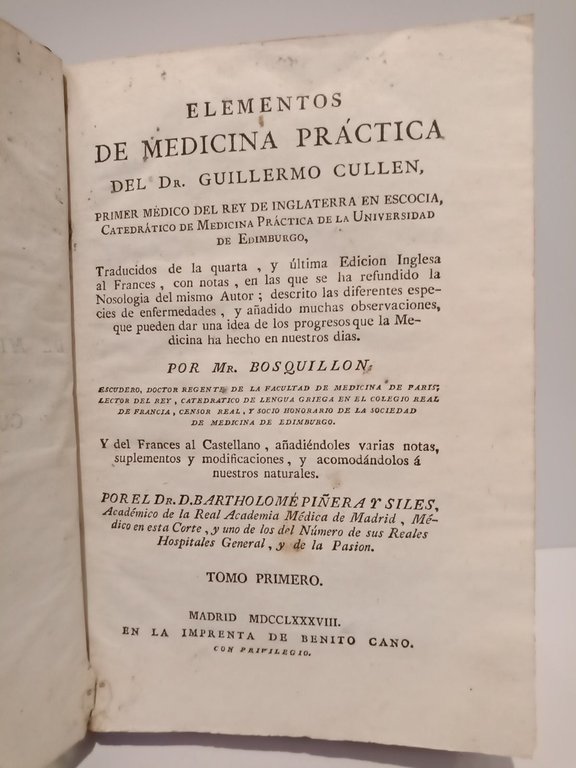 ELEMENTOS
DE MEDICINA PRÁCTICA
DEL DR. GUILLERMO CULLEN,
PRIMER MÉDICO DEL REY DE INGLATERRA EN ESCOCIA,
CATEDRÁTICO DE MEDICINA PRÁCTICA DE LA UNIVERSIDAD
DE EDIMBURGO,
Traducidos de la quarta, y última Edicion Inglesa
al Frances, con notas, en las que se ha refundido la
Nosologia del mismo Autor; descrito las diferentes espe-
cies de enfermedades, y añadido muchas observaciones,
que pueden dar una idea de los progresos que la Me-
dicina ha hecho en nuestros dias.
POR MR. BOSQUILLON:
ESCUDERO, DOCTOR REGENTE DE LA FACULTAD DE MEDICINA DE PARIS;
LECTOR DEL REY, CATEDRATICO DE LENGUA GRIEGA EN EL COLEGIO REAL
DE FRANCIA, CENSOR REAL, Y SOCIO HONORARIO DE LA SOCIEDAD
DE MEDICINA DE EDIMBURGO.
Y del Frances al Castellano, añadiéndoles varias notas,
suplementos y modificaciones, y acomodándolos á
nuestros naturales.
POR EL DR. D. BARTHOLOMÉ PIÑERA Y SILES,
Académico de la Real Academia Médica de Madrid, Mé-
dico en esta Corte, y uno de los del Número de sus Reales
Hospitales General, y de la Pasion.
TOMO PRIMERO.
MADRID MDCCLXXXVIII.
EN LA IMPRENTA DE BENITO CANO.
CON PRIVILEGIO.